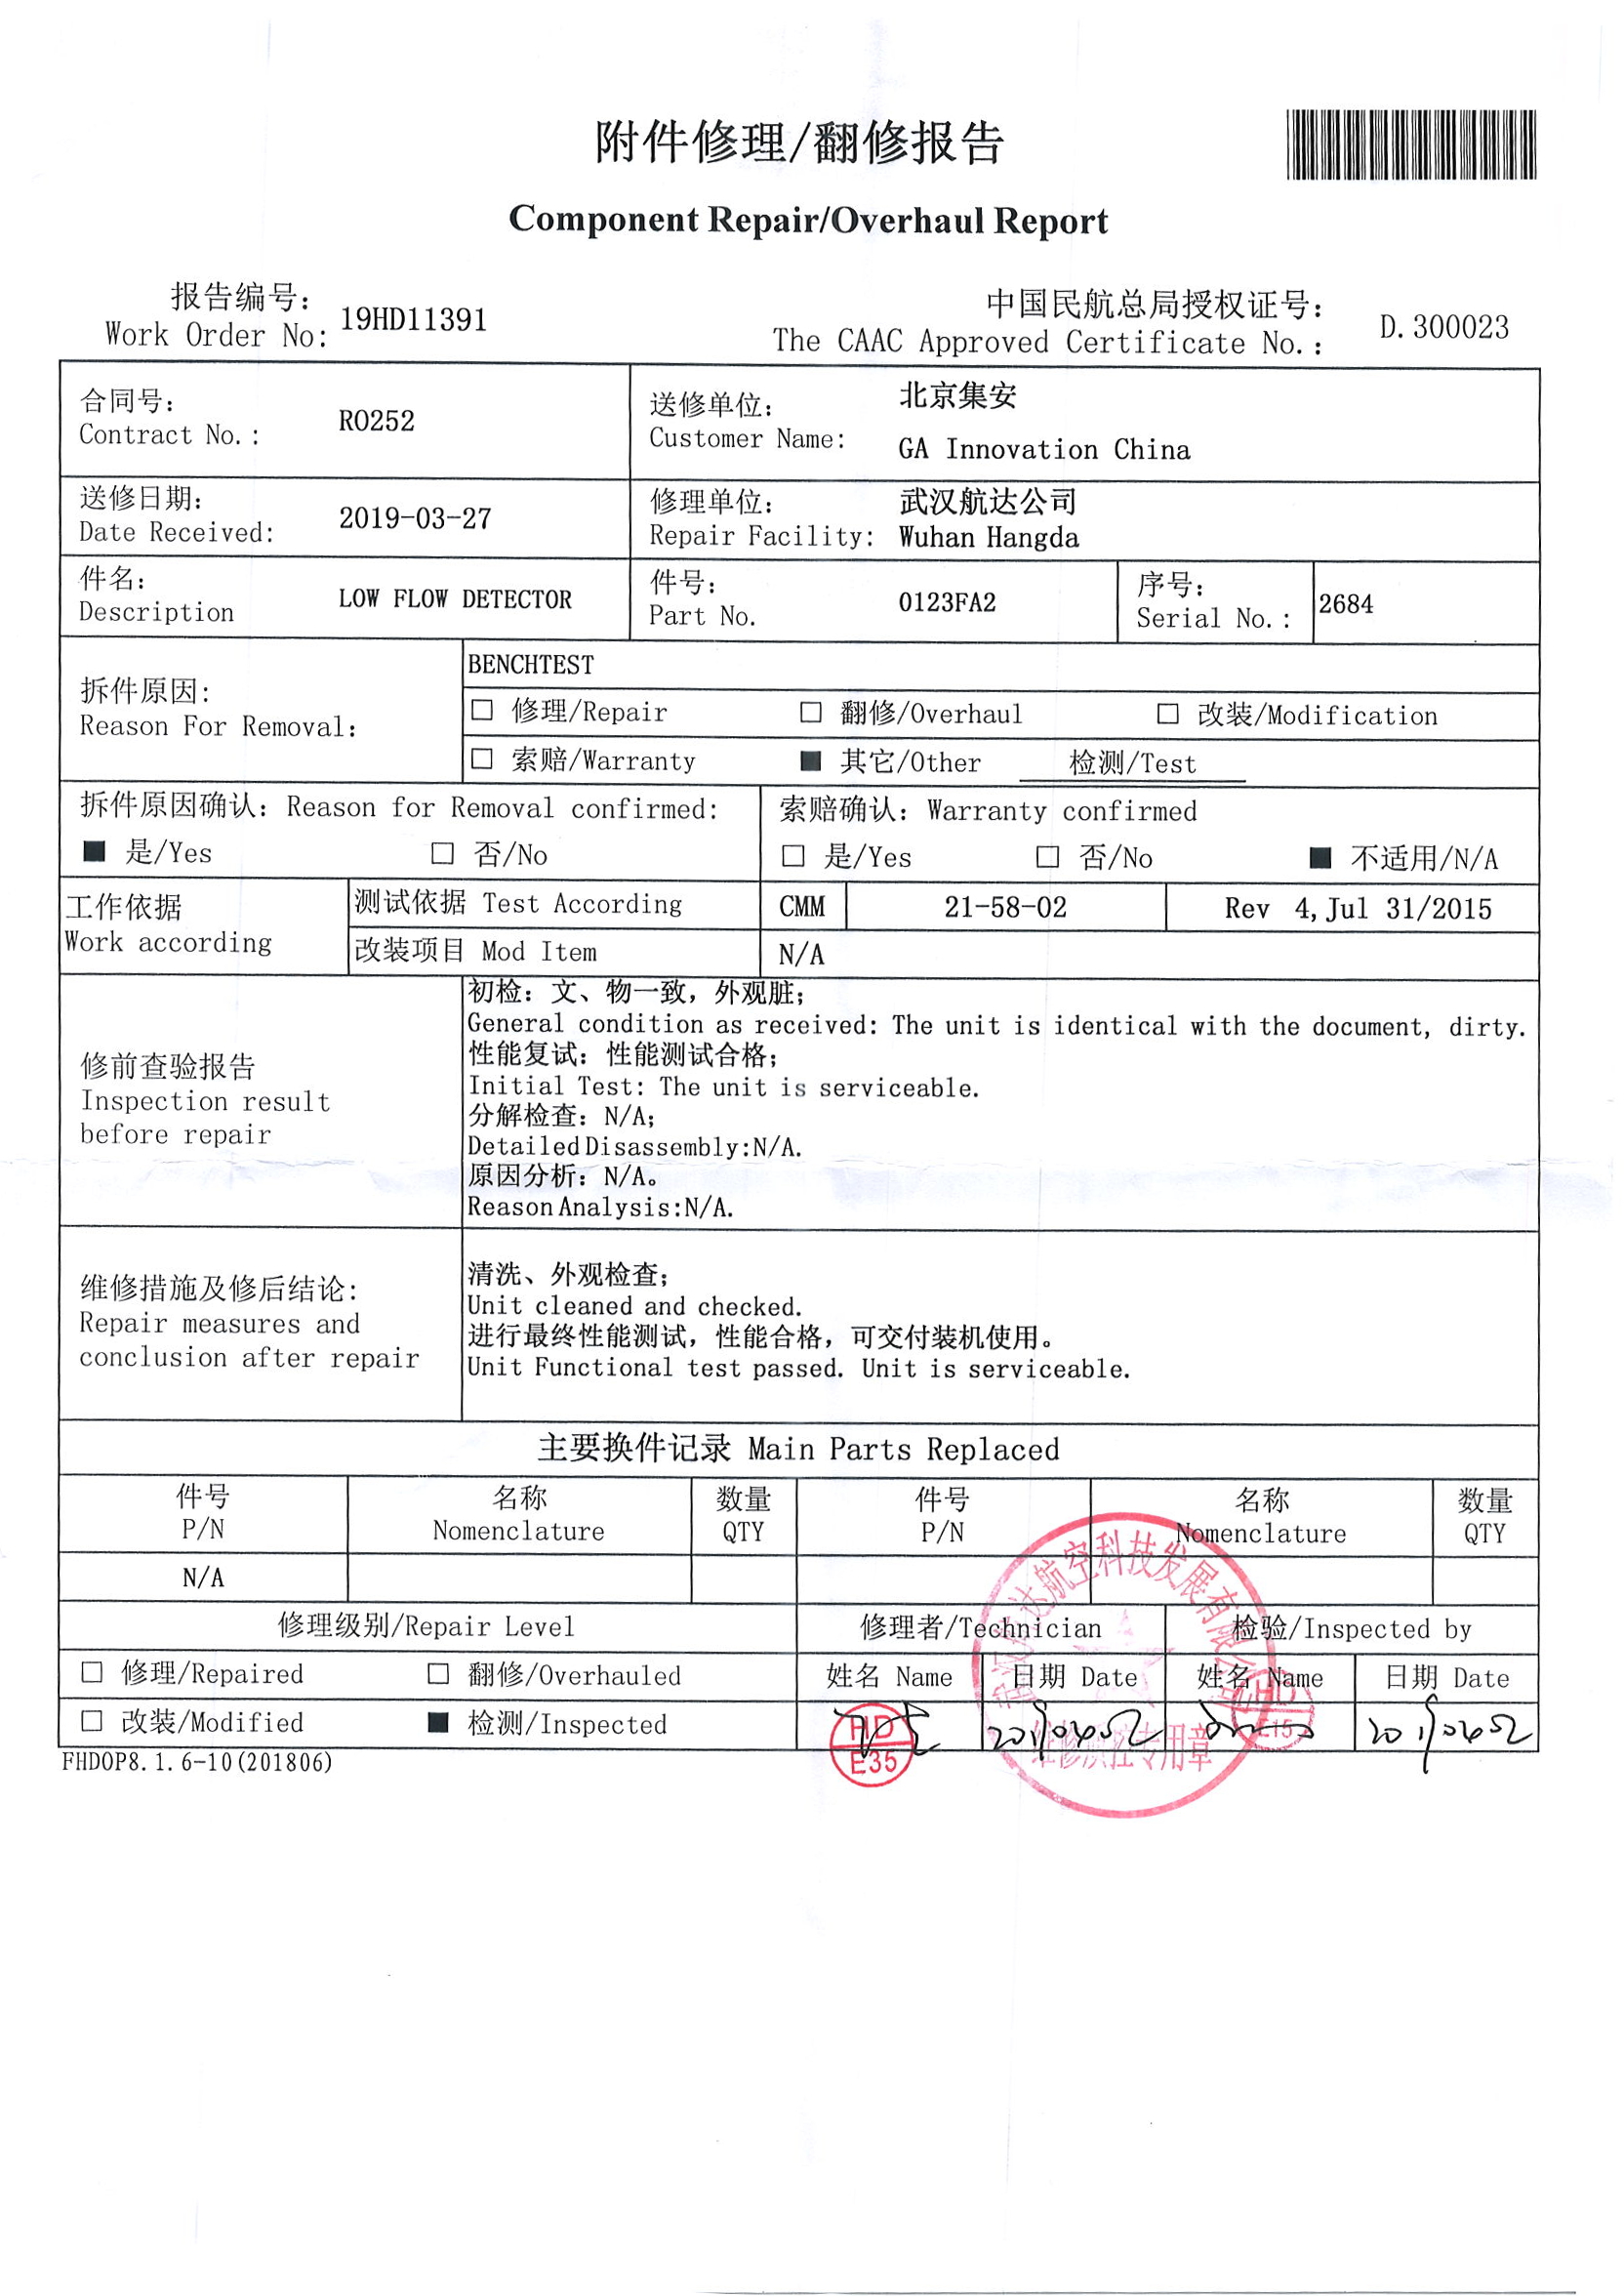 附件修理/翻修报告
Component Repair/Overhaul Report
报告编号:
Work Order No: 19HD11391
中国民航总局授权证号:
The CAAC Approved Certificate No.: D.300023
合同号:
Contract No.: RO252
送修单位: 北京集安
Customer Name: GA Innovation China
送修日期:
Date Received: 2019-03-27
修理单位: 武汉航达公司
Repair Facility: Wuhan Hangda
件名:
Description LOW FLOW DETECTOR
件号:
Part No. 0123FA2
序号:
Serial No.: 2684
拆件原因:
Reason For Removal:
BENCHTEST
□ 修理/Repair □ 翻修/Overhaul □ 改装/Modification
□ 索赔/Warranty ■ 其它/Other 检测/Test
拆件原因确认: Reason for Removal confirmed:
■ 是/Yes □ 否/No
索赔确认: Warranty confirmed
□ 是/Yes □ 否/No ■ 不适用/N/A
工作依据
Work according
测试依据 Test According CMM 21-58-02 Rev 4,Jul 31/2015
改装项目 Mod Item N/A
修前查验报告
Inspection result
before repair
初检: 文、物一致, 外观脏;
General condition as received: The unit is identical with the document, dirty.
性能复试: 性能测试合格;
Initial Test: The unit is serviceable.
分解检查: N/A;
Detailed Disassembly:N/A.
原因分析: N/A。
Reason Analysis:N/A.
维修措施及修后结论:
Repair measures and
conclusion after repair
清洗、外观检查;
Unit cleaned and checked.
进行最终性能测试, 性能合格, 可交付装机使用。
Unit Functional test passed. Unit is serviceable.
主要换件记录 Main Parts Replaced
件号 名称 数量 件号 名称 数量
P/N Nomenclature QTY P/N Nomenclature QTY
N/A
修理级别/Repair Level 修理者/Technician 检验/Inspected by
□ 修理/Repaired □ 翻修/Overhauled 姓名 Name 日期 Date 姓名 Name 日期 Date
□ 改装/Modified ■ 检测/Inspected
HD
E35
20190402
20190402
达航空科技发展有限公司
维修质控专用章
FHDOP8.1.6-10(201806)